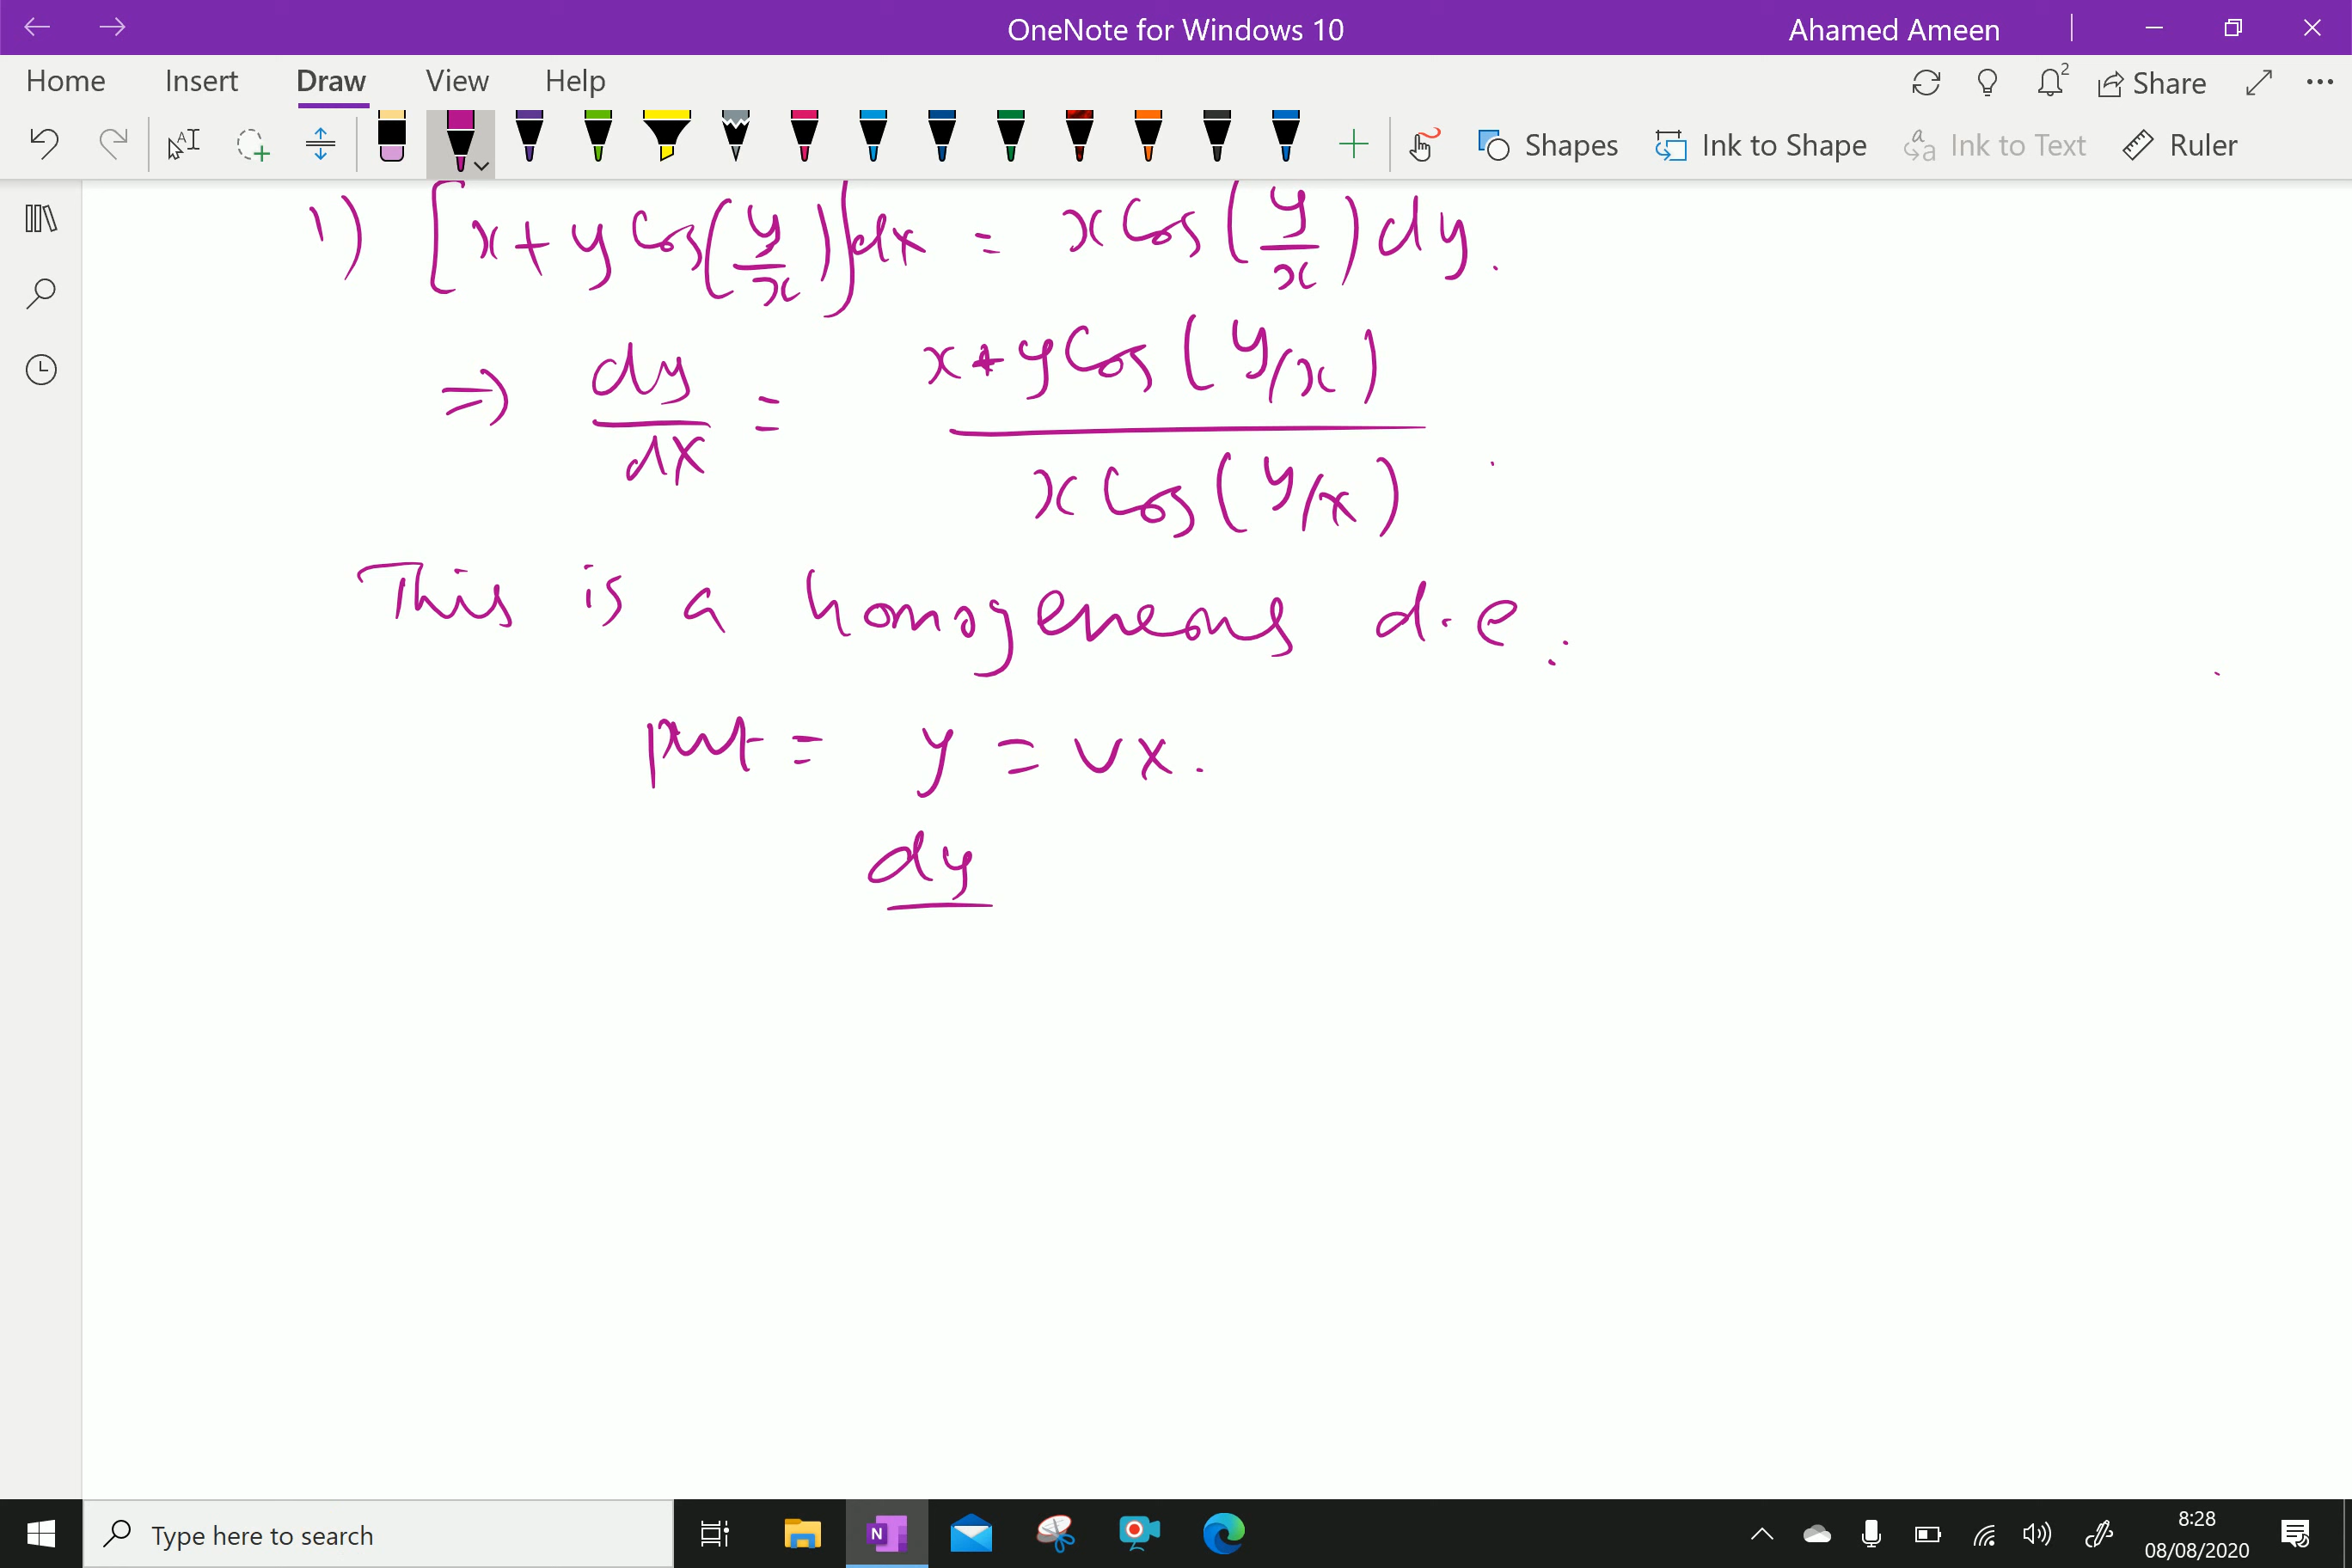 OneNote for Windows 10
Ahamed Ameen
Home Insert Draw View Help
2 Share
Shapes Ink to Shape Ink to Text Ruler
1) [x + y Cos(y/x)]dx = x Cos(y/x) dy.
⇒ dy/dx = (x + y Cos(y/x)) / (x Cos(y/x))
This is a homogeneous d.e.
put = y = vx.
dy
Type here to search
8:28
08/08/2020